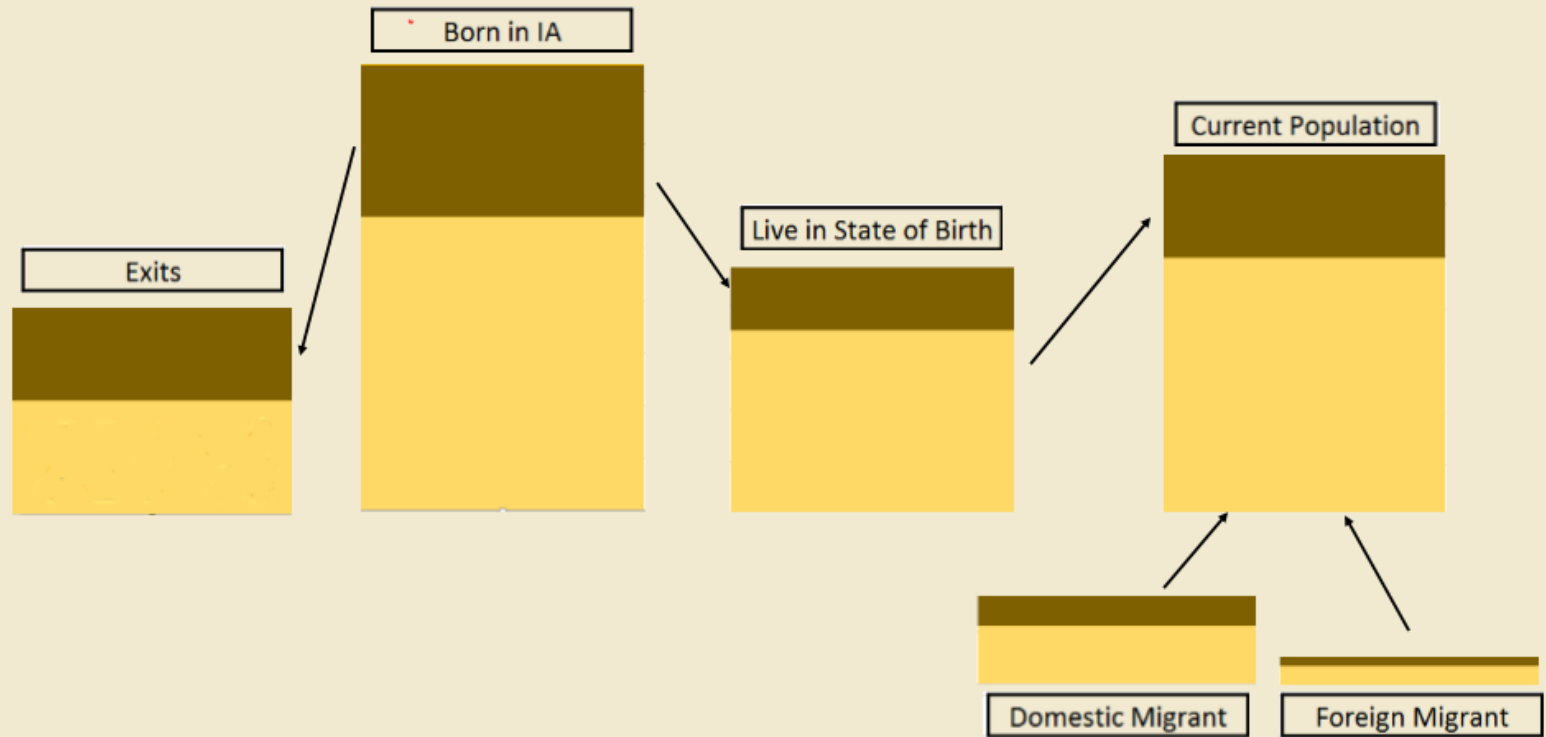 Born in IA
Current Population
Live in State of Birth
Exits
Domestic Migrant
Foreign Migrant